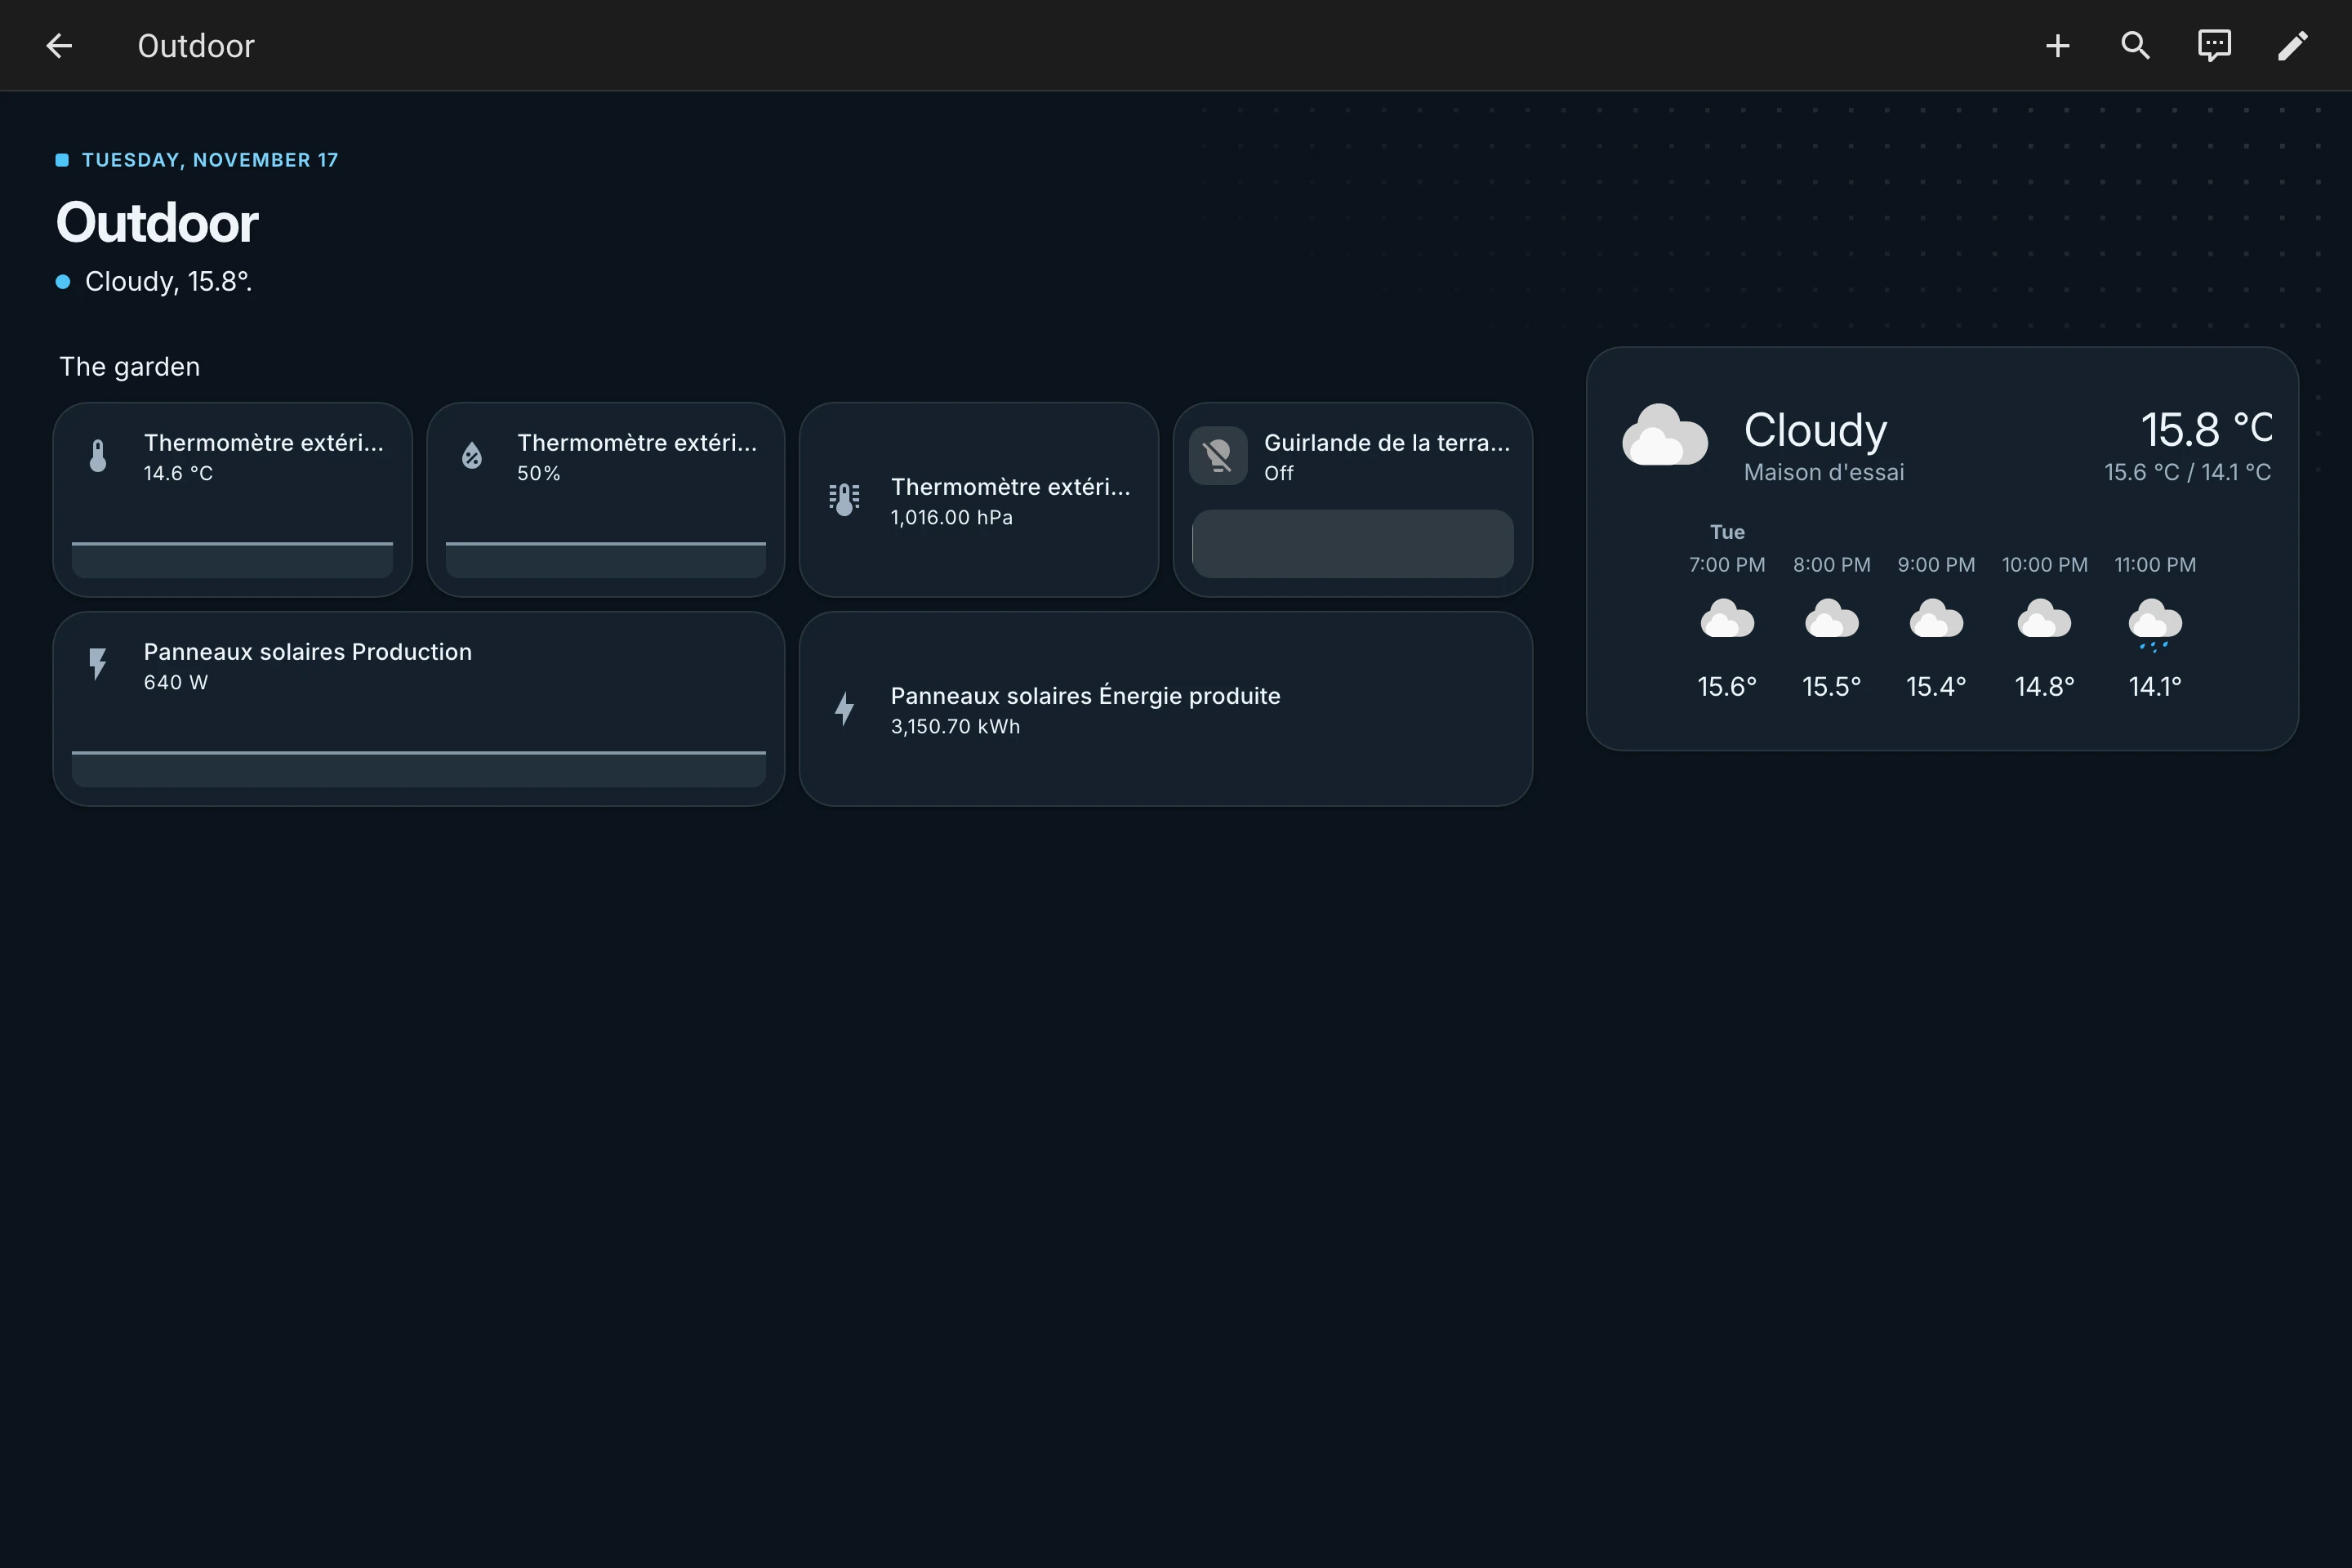 Outdoor
TUESDAY, NOVEMBER 17
Outdoor
Cloudy, 15.8°.
The garden
Thermomètre extéri...
14.6 °C
Thermomètre extéri...
50%
Thermomètre extéri...
1,016.00 hPa
Guirlande de la terra...
Off
Panneaux solaires Production
640 W
Panneaux solaires Énergie produite
3,150.70 kWh
Cloudy
15.8 °C
Maison d'essai
15.6 °C / 14.1 °C
Tue
7:00 PM 8:00 PM 9:00 PM 10:00 PM 11:00 PM
15.6° 15.5° 15.4° 14.8° 14.1°